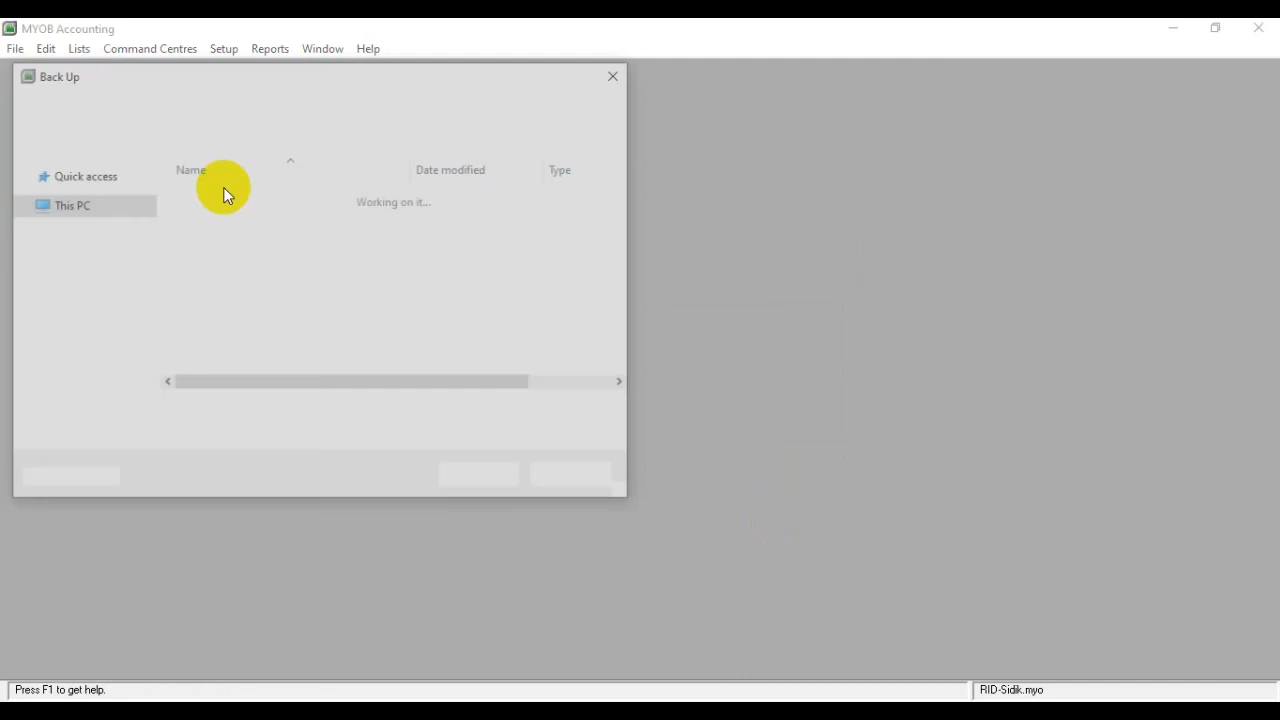 MYOB Accounting
File Edit Lists Command Centres Setup Reports Window Help
Back Up
Name Date modified Type
Quick access
Working on it...
This PC
Press F1 to get help. RID-Sidik.myo